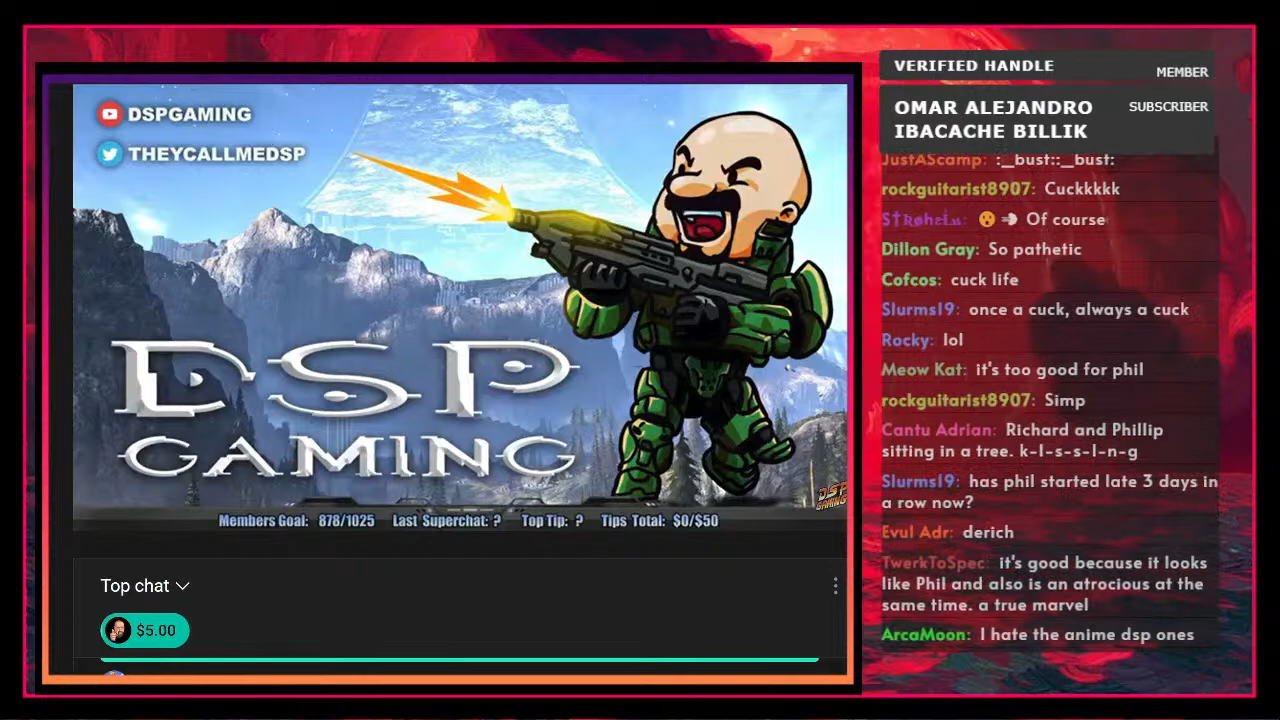 DSPGAMING
THEYCALLMEDSP
DSP
GAMING
DSP
GAMING
Members Goal: 878/1025 Last Superchat: ? Top Tip: ? Tips Total: $0/$50
Top chat
$5.00
VERIFIED HANDLE
MEMBER
OMAR ALEJANDRO
IBACACHE BILLIK
SUBSCRIBER
JustAScamp: :_bust::_bust:
rockguitarist8907: Cuckkkkk
Of course
Dillon Gray: So pathetic
Cofcos: cuck life
Slurms19: once a cuck, always a cuck
Rocky: lol
Meow Kat: it's too good for phil
rockguitarist8907: Simp
Cantu Adrian: Richard and Phillip
sitting in a tree. k-I-s-s-I-n-g
Slurms19: has phil started late 3 days in
a row now?
Evul Adr: derich
TwerkToSpec: it's good because it looks
like Phil and also is an atrocious at the
same time. a true marvel
ArcaMoon: I hate the anime dsp ones